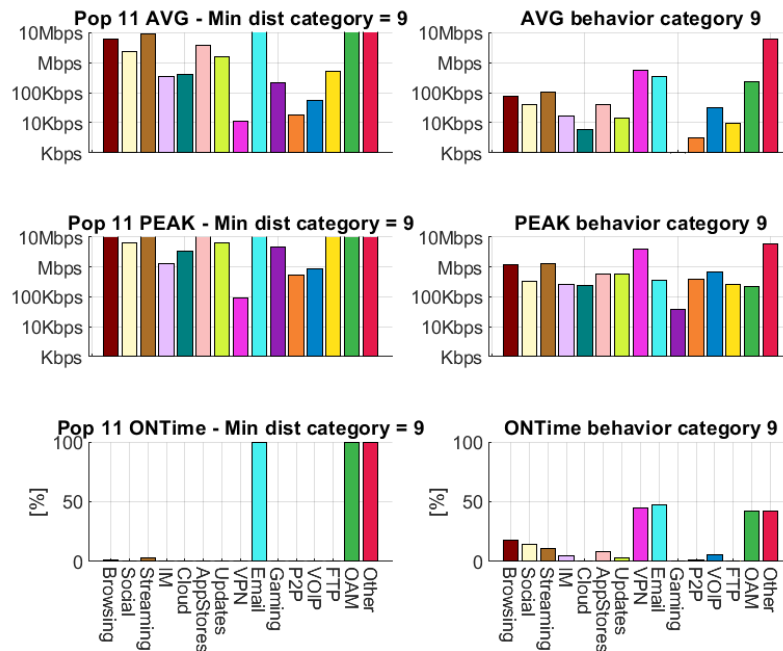 Pop 11 AVG - Min dist category = 9
10Mbps
Mbps
100Kbps
10Kbps
Kbps
AVG behavior category 9
10Mbps
Mbps
100Kbps
10Kbps
Kbps
Pop 11 PEAK - Min dist category = 9
10Mbps
Mbps
100Kbps
10Kbps
Kbps
PEAK behavior category 9
10Mbps
Mbps
100Kbps
10Kbps
Kbps
Pop 11 ONTime - Min dist category = 9
[%]
100
50
0
Browsing
Social
Streaming
IM
Cloud
AppStores
Updates
VPN
Email
Gaming
P2P
VOIP
FTP
OAM
Other
ONTime behavior category 9
[%]
100
50
0
Browsing
Social
Streaming
IM
Cloud
AppStores
Updates
VPN
Email
Gaming
P2P
VOIP
FTP
OAM
Other